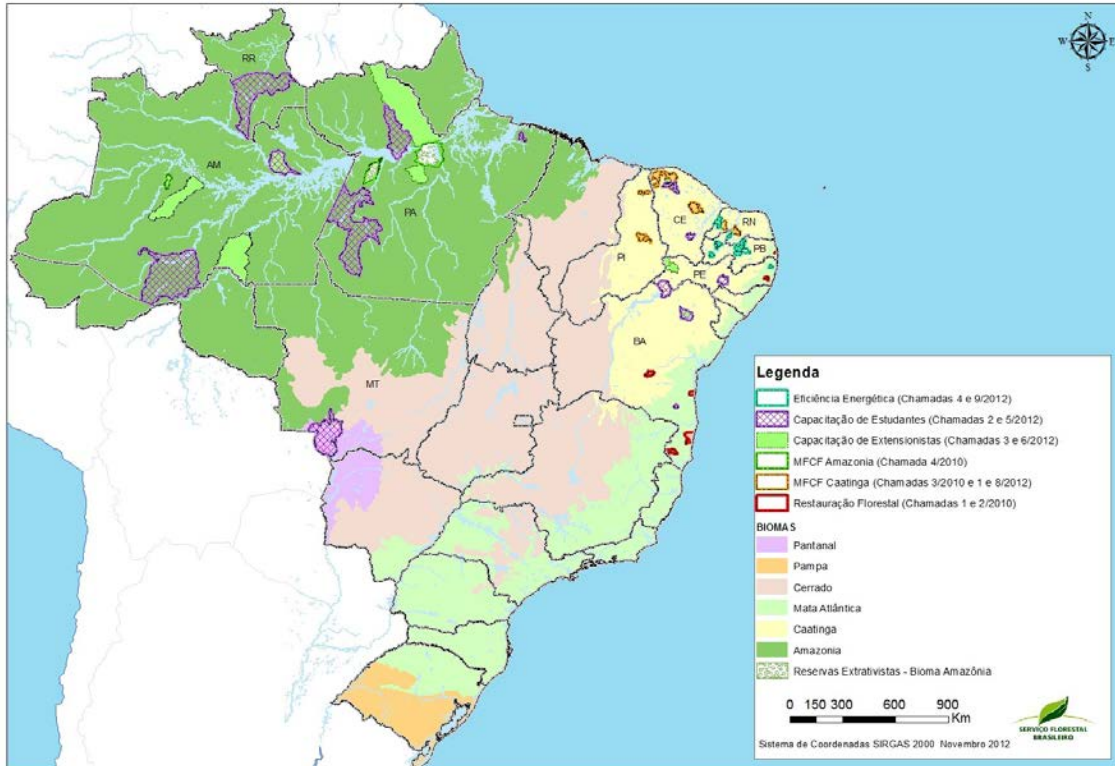 N
W E
S
RR
AM
PA
CE
RN
PB
PI
PE
BA
MT
Legenda
Eficiência Energética (Chamadas 4 e 9/2012)
Capacitação de Estudantes (Chamadas 2 e 5/2012)
Capacitação de Extensionistas (Chamadas 3 e 6/2012)
MFCF Amazonia (Chamada 4/2010)
MFCF Caatinga (Chamadas 3/2010 e 1 e 8/2012)
Restauração Florestal (Chamadas 1 e 2/2010)
BIOMAS
Pantanal
Pampa
Cerrado
Mata Atlântica
Caatinga
Amazonia
Reservas Extrativistas - Bioma Amazônia
0 150 300 600 900
Km
SERVIÇO FLORESTAL
BRASILEIRO
Sistema de Coordenadas SIRGAS 2000 Novembro 2012